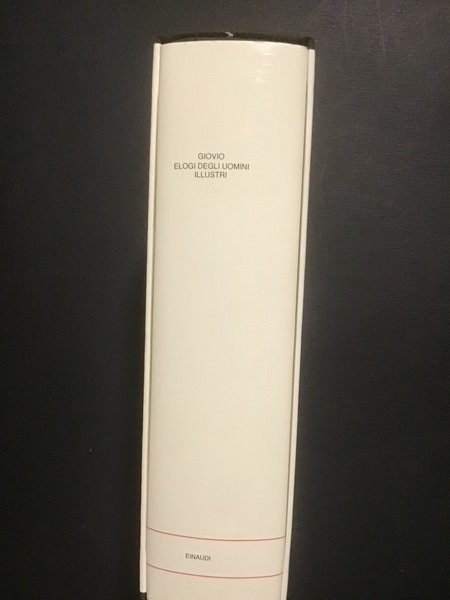 GIOVIO
ELOGI DEGLI UOMINI
ILLUSTRI
EINAUDI